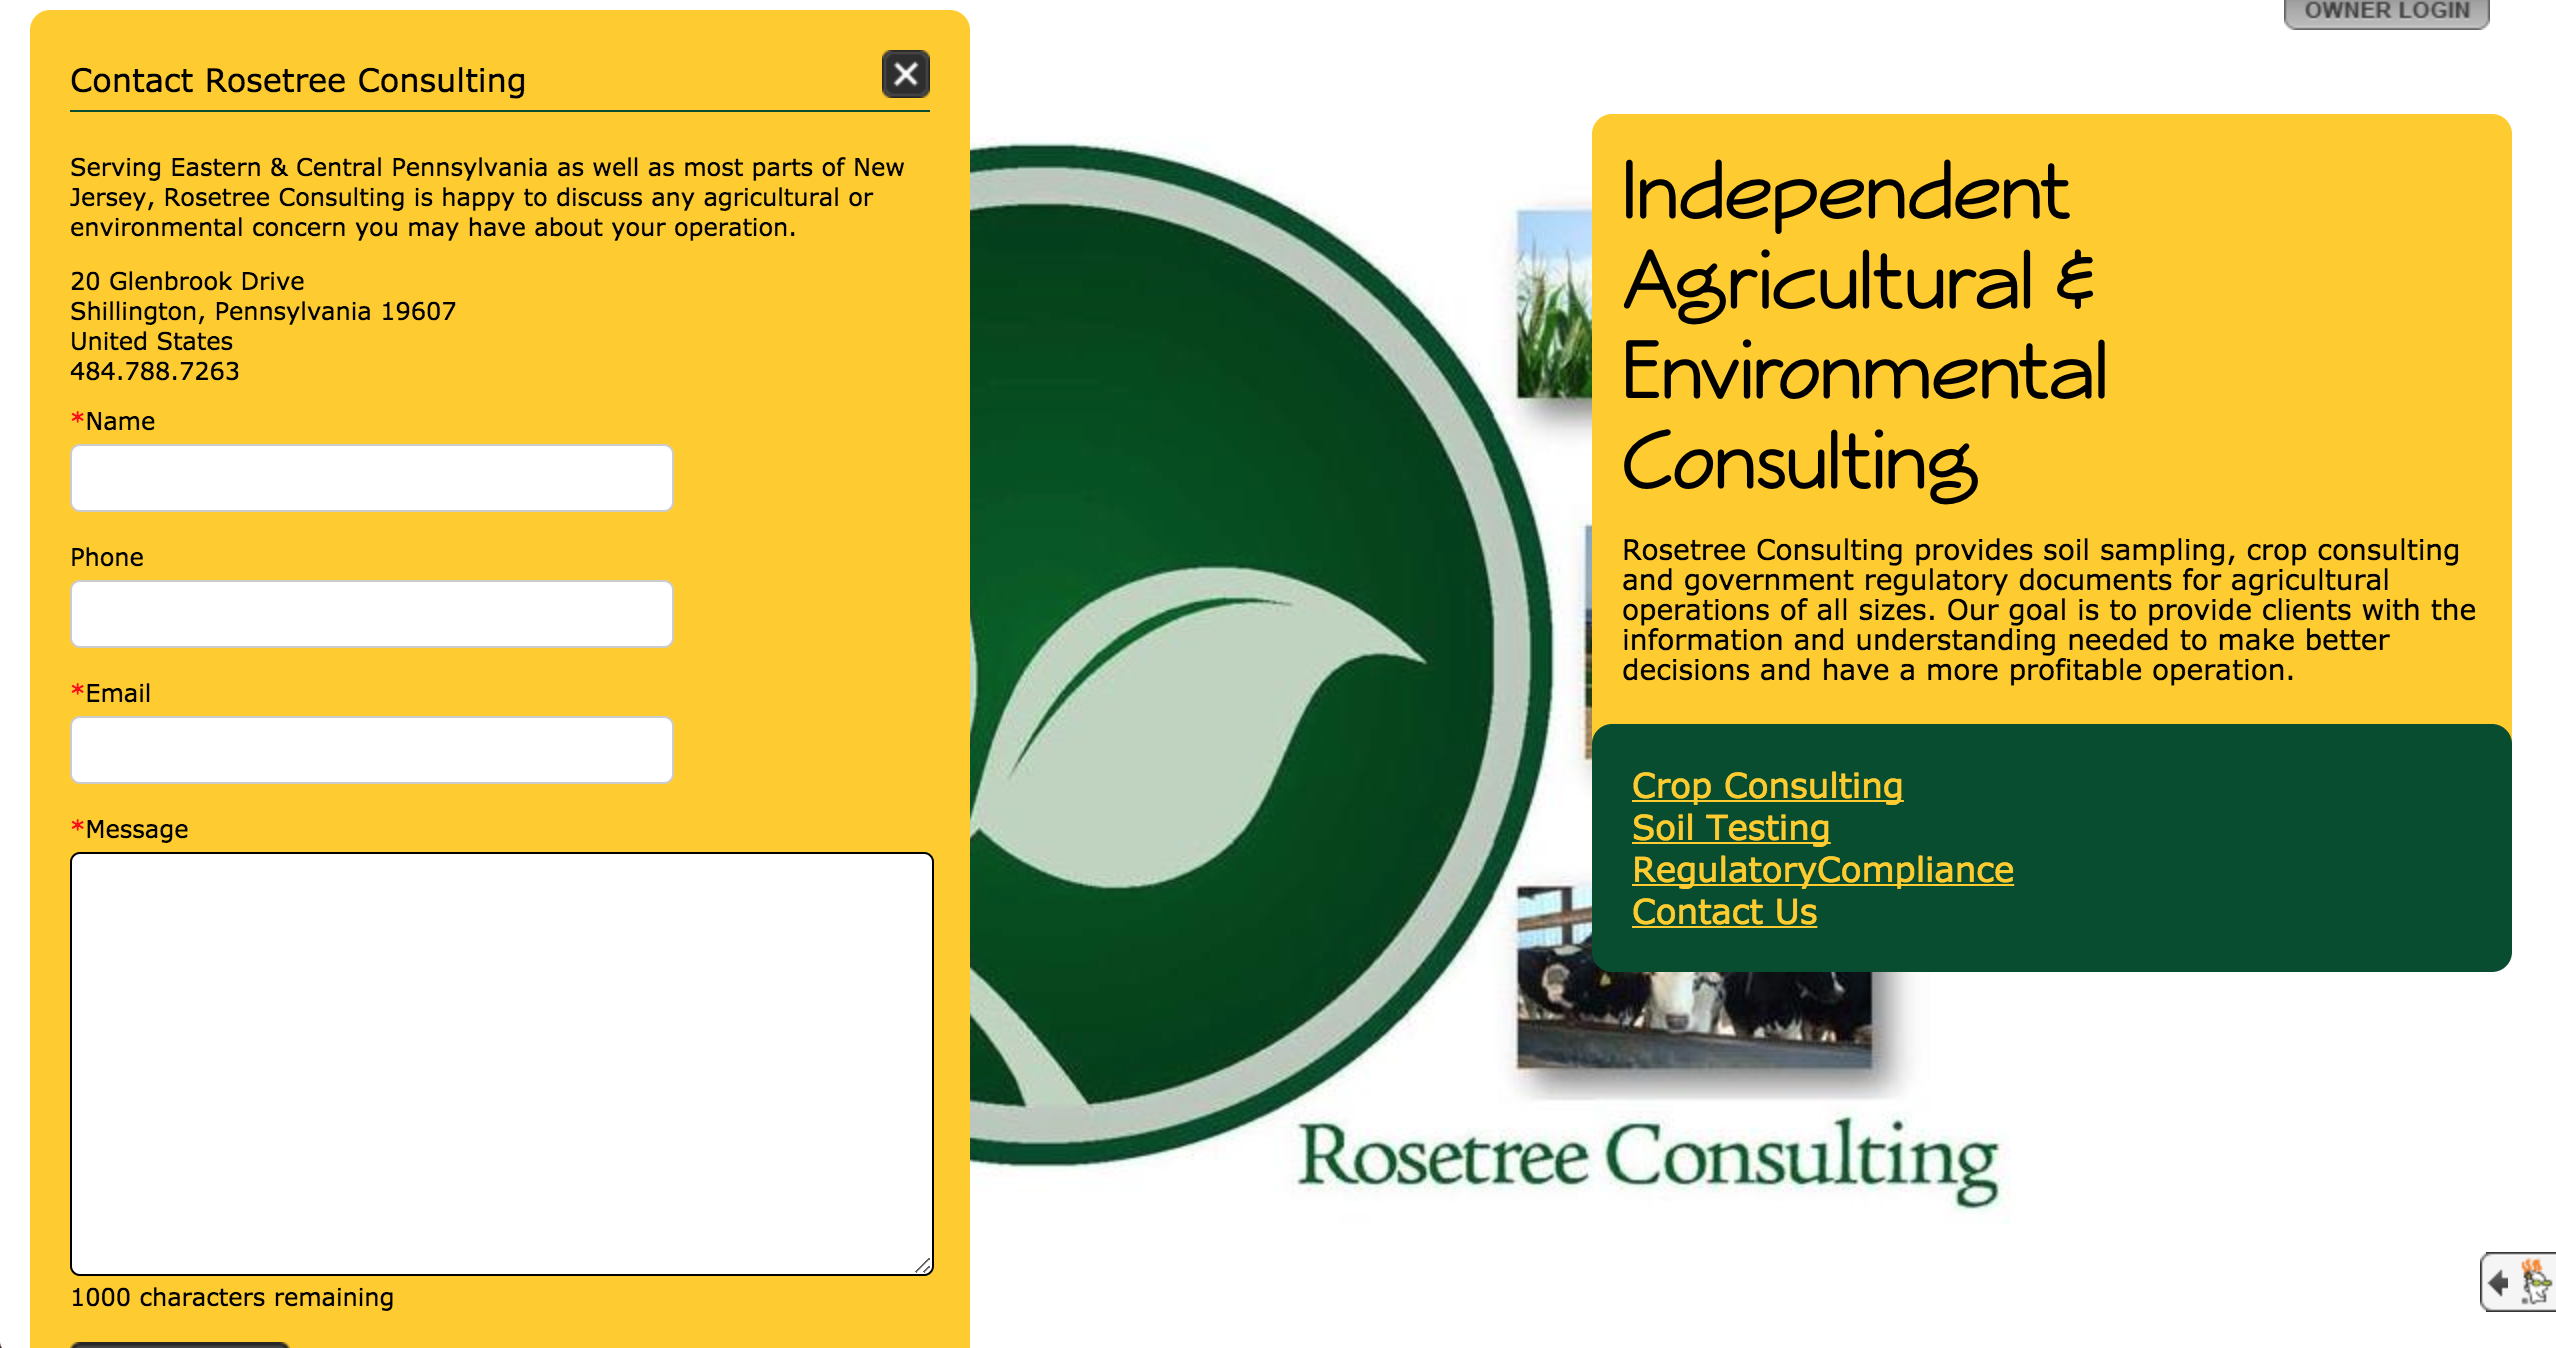 OWNER LOGIN
Contact Rosetree Consulting
Serving Eastern & Central Pennsylvania as well as most parts of New
Jersey, Rosetree Consulting is happy to discuss any agricultural or
environmental concern you may have about your operation.
20 Glenbrook Drive
Shillington, Pennsylvania 19607
United States
484.788.7263
*Name
Phone
*Email
*Message
1000 characters remaining
Independent
Agricultural &
Environmental
Consulting
Rosetree Consulting provides soil sampling, crop consulting
and government regulatory documents for agricultural
operations of all sizes. Our goal is to provide clients with the
information and understanding needed to make better
decisions and have a more profitable operation.
Crop Consulting
Soil Testing
RegulatoryCompliance
Contact Us
Rosetree Consulting